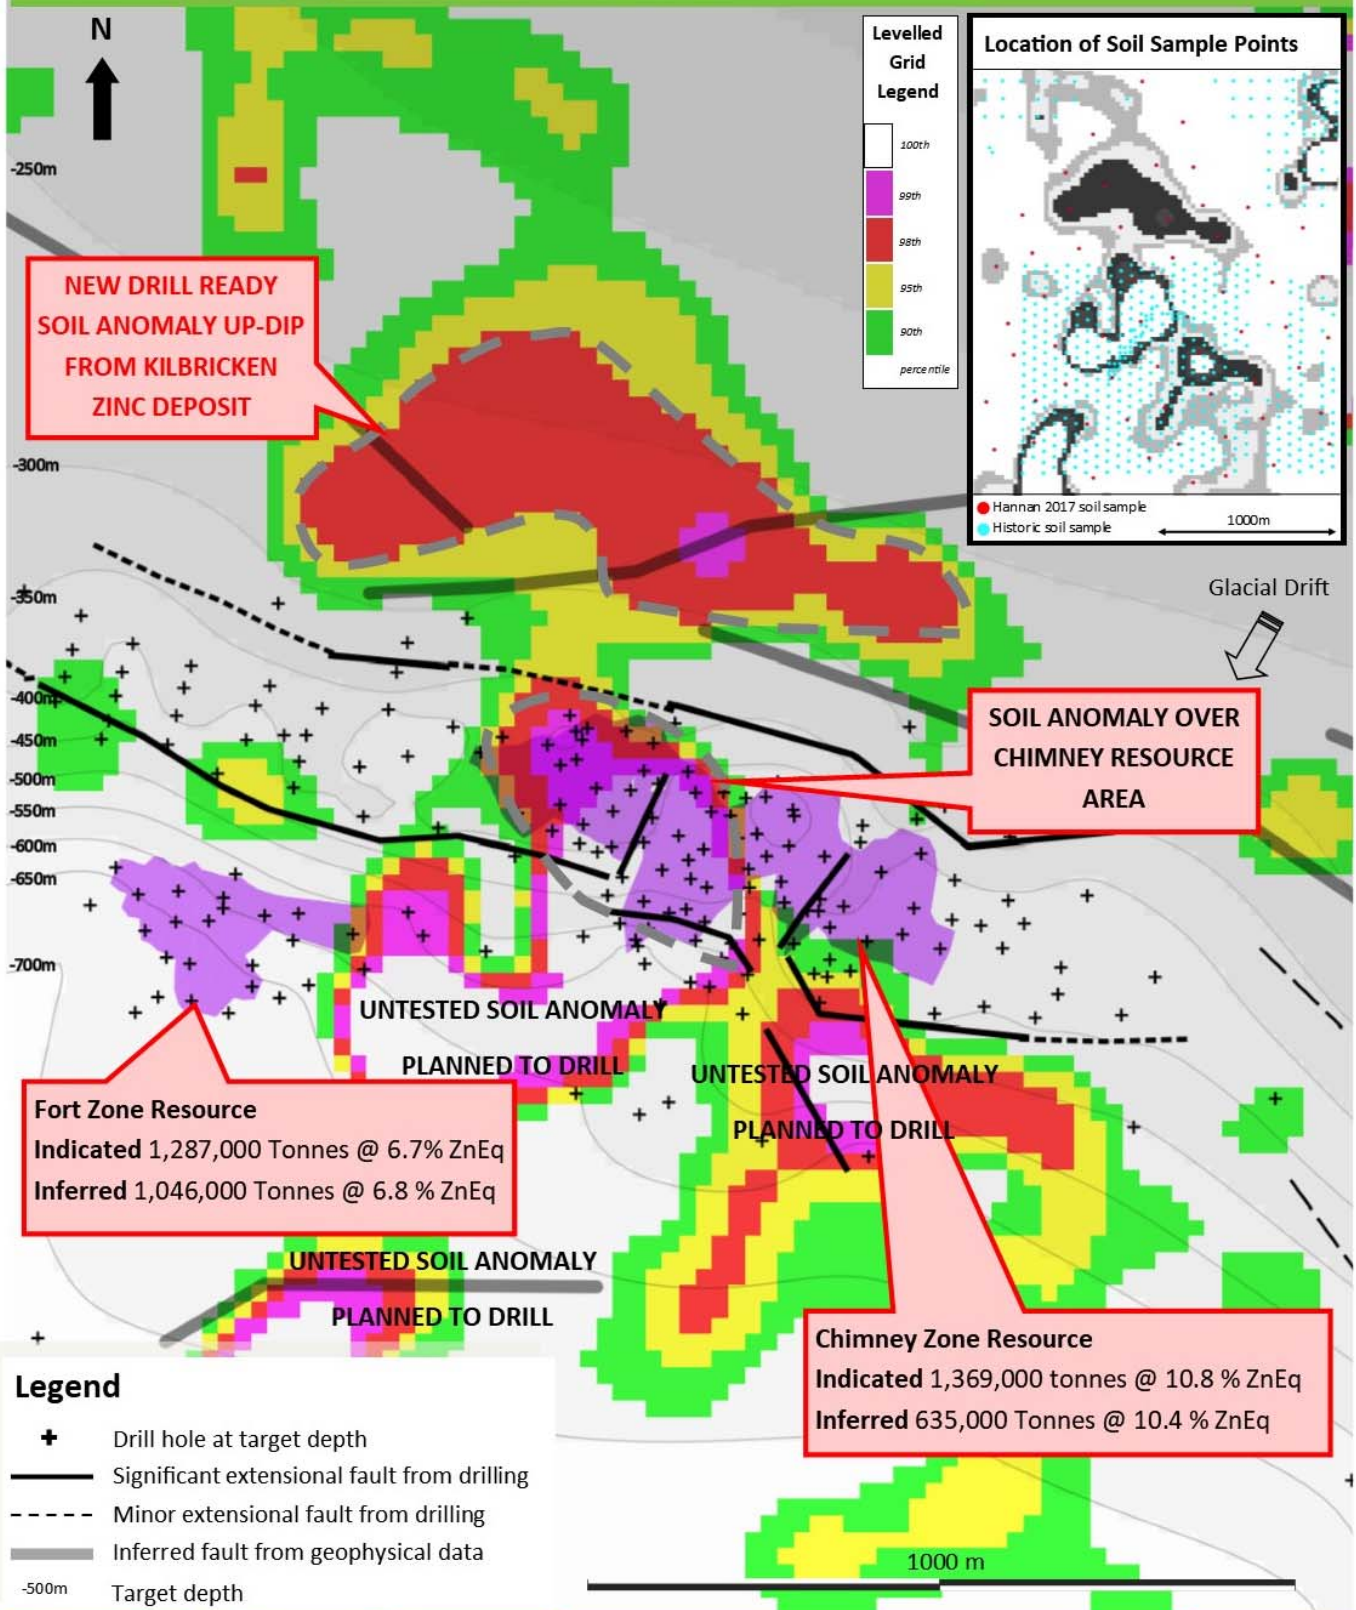 N
Levelled
Grid
Legend
100th
99th
98th
95th
90th
percentile
Location of Soil Sample Points
Hannan 2017 soil sample
Historic soil sample
1000m
-250m
NEW DRILL READY
SOIL ANOMALY UP-DIP
FROM KILBRICKEN
ZINC DEPOSIT
-300m
-350m
Glacial Drift
-400m
-450m
-500m
-550m
-600m
-650m
-700m
SOIL ANOMALY OVER
CHIMNEY RESOURCE
AREA
UNTESTED SOIL ANOMALY
PLANNED TO DRILL
UNTESTED SOIL ANOMALY
PLANNED TO DRILL
Fort Zone Resource
Indicated 1,287,000 Tonnes @ 6.7% ZnEq
Inferred 1,046,000 Tonnes @ 6.8 % ZnEq
UNTESTED SOIL ANOMALY
PLANNED TO DRILL
Chimney Zone Resource
Indicated 1,369,000 tonnes @ 10.8 % ZnEq
Inferred 635,000 Tonnes @ 10.4 % ZnEq
Legend
Drill hole at target depth
Significant extensional fault from drilling
Minor extensional fault from drilling
Inferred fault from geophysical data
-500m Target depth
1000 m